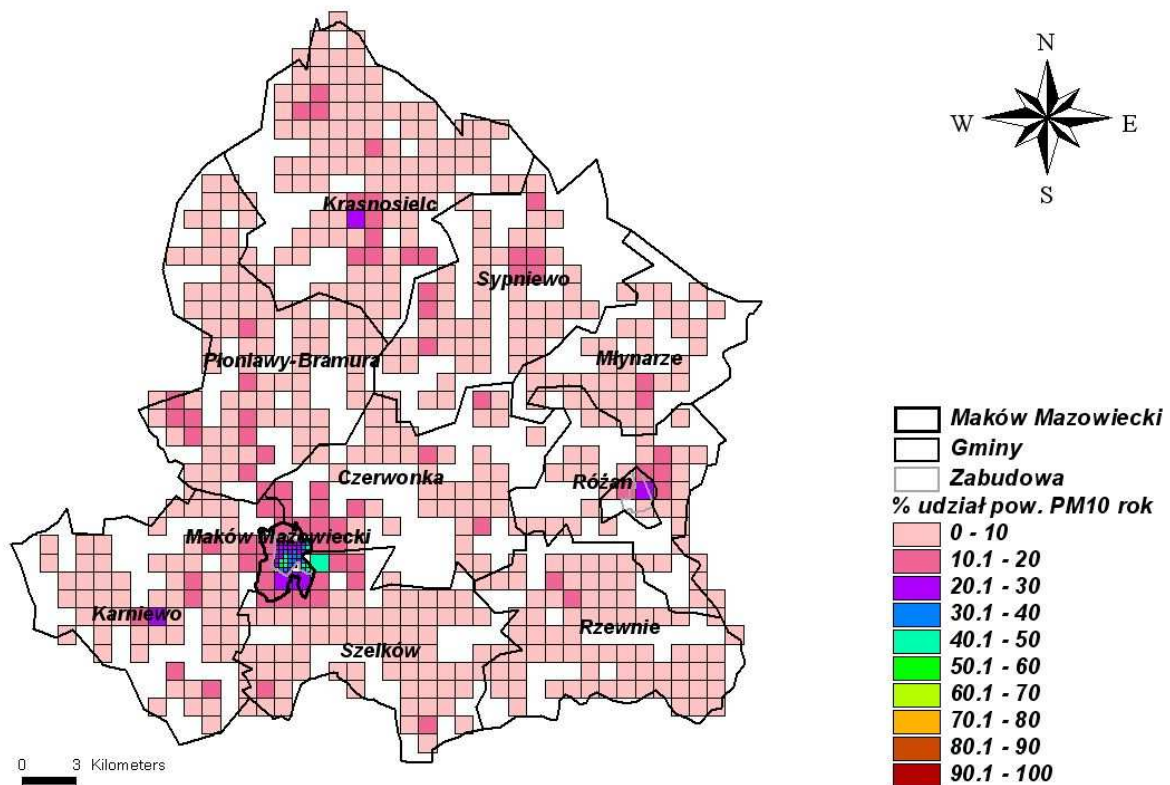 N
W E
S
Krasnosielc
Sypniewo
Płoniawy-Bramura
Młynarze
Czerwonka
Różan
Maków Mazowiecki
Karniewo
Szelków
Rzewnie
Maków Mazowiecki
Gminy
Zabudowa
% udział pow. PM10 rok
0 - 10
10.1 - 20
20.1 - 30
30.1 - 40
40.1 - 50
50.1 - 60
60.1 - 70
70.1 - 80
80.1 - 90
90.1 - 100
0 3 Kilometers